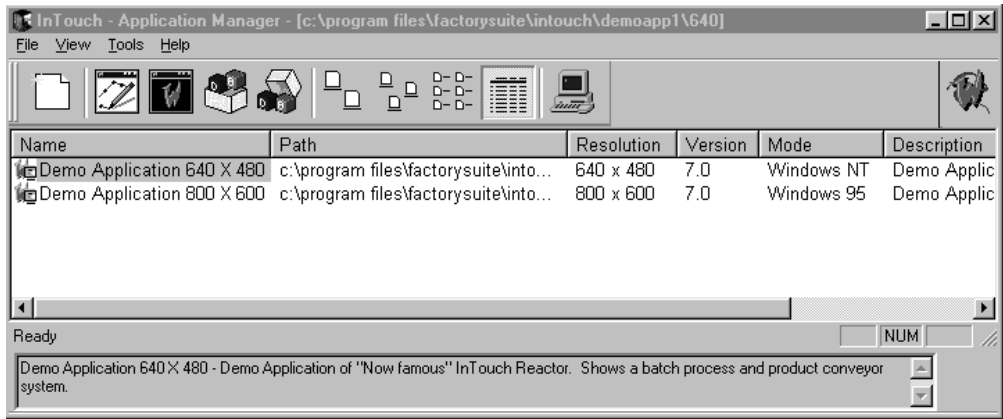 InTouch - Application Manager - [c:\program files\factorysuite\intouch\demoapp1\640]
File View Tools Help
Name Path Resolution Version Mode Description
Demo Application 640 X 480 c:\program files\factorysuite\into... 640 x 480 7.0 Windows NT Demo Applic
Demo Application 800 X 600 c:\program files\factorysuite\into... 800 x 600 7.0 Windows 95 Demo Applic
Ready NUM
Demo Application 640 X 480 - Demo Application of "Now famous" InTouch Reactor. Shows a batch process and product conveyor
system.